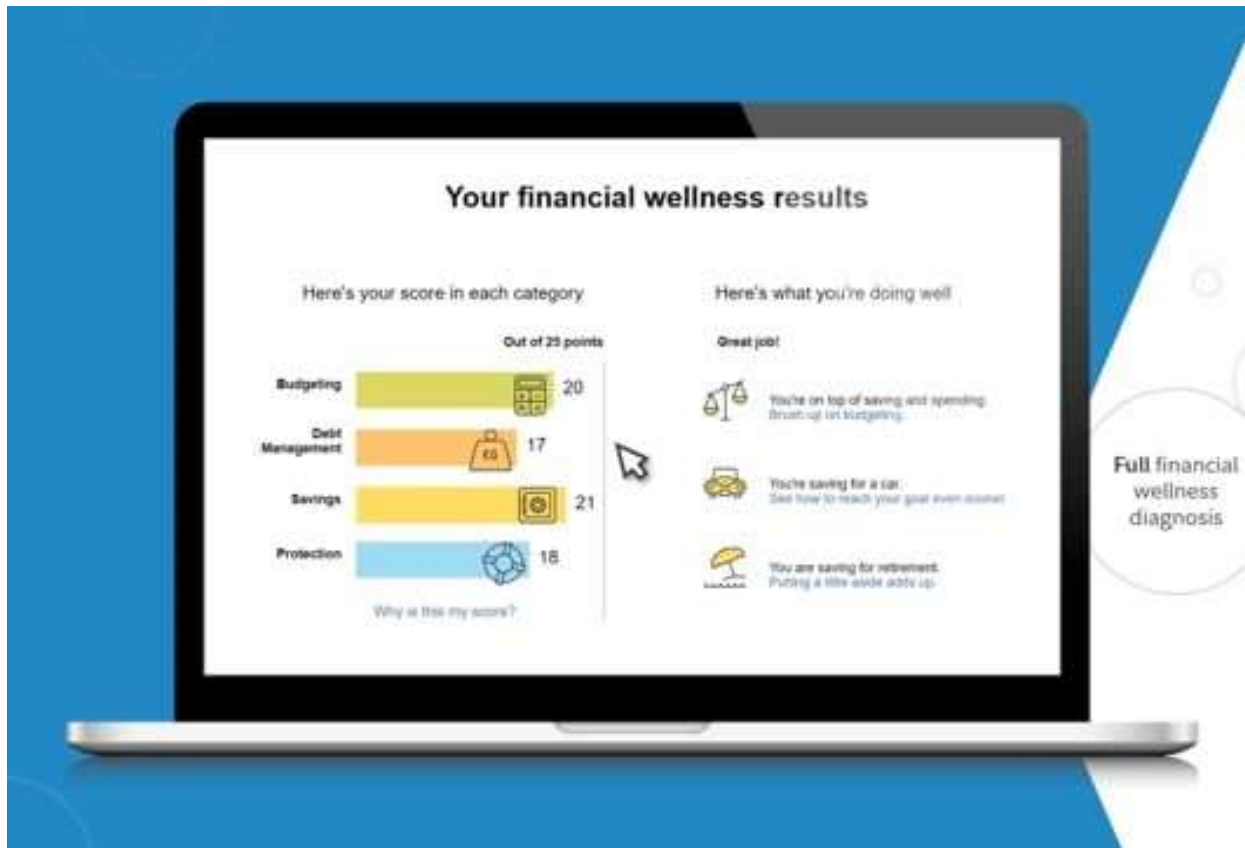 Your financial wellness results
Here's your score in each category
Out of 25 points
Budgeting
20
Debt
Management
KG
17
Savings
21
Protection
18
Why is this my score?
Here's what you're doing well
Great job!
You're on top of saving and spending.
Brush up on budgeting.
You're saving for a car.
See how to reach your goal even sooner.
You are saving for retirement.
Putting a little aside adds up.
Full financial
wellness
diagnosis